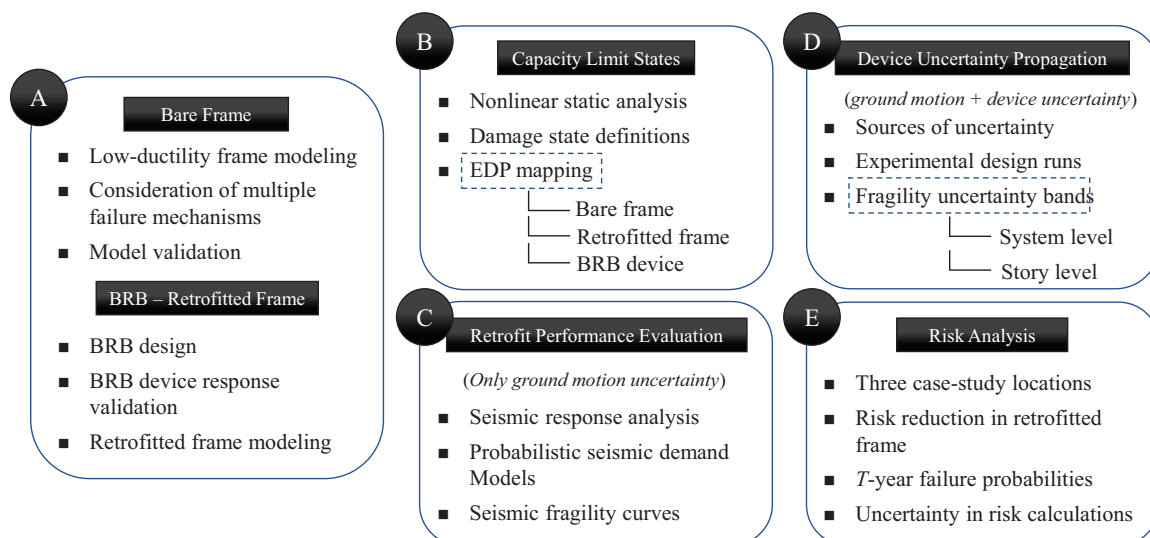 A
Bare Frame
■ Low-ductility frame modeling
■ Consideration of multiple
failure mechanisms
■ Model validation
BRB – Retrofitted Frame
■ BRB design
■ BRB device response
validation
■ Retrofitted frame modeling
B
Capacity Limit States
■ Nonlinear static analysis
■ Damage state definitions
■ EDP mapping
Bare frame
Retrofitted frame
BRB device
C
Retrofit Performance Evaluation
(Only ground motion uncertainty)
■ Seismic response analysis
■ Probabilistic seismic demand
Models
■ Seismic fragility curves
D
Device Uncertainty Propagation
(ground motion + device uncertainty)
■ Sources of uncertainty
■ Experimental design runs
■ Fragility uncertainty bands
System level
Story level
E
Risk Analysis
■ Three case-study locations
■ Risk reduction in retrofitted
frame
■ T-year failure probabilities
■ Uncertainty in risk calculations